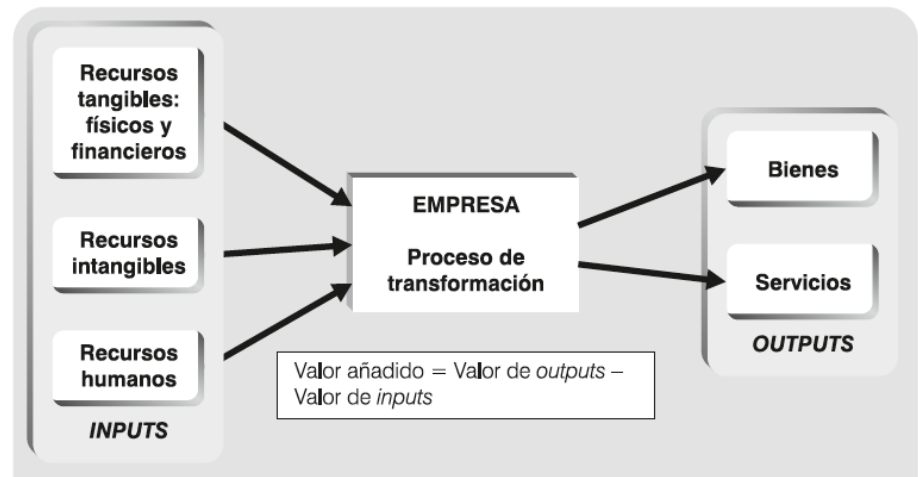 Recursos
tangibles:
físicos y
financieros
Recursos
intangibles
Recursos
humanos
INPUTS
EMPRESA
Proceso de
transformación
Valor añadido = Valor de outputs –
Valor de inputs
Bienes
Servicios
OUTPUTS